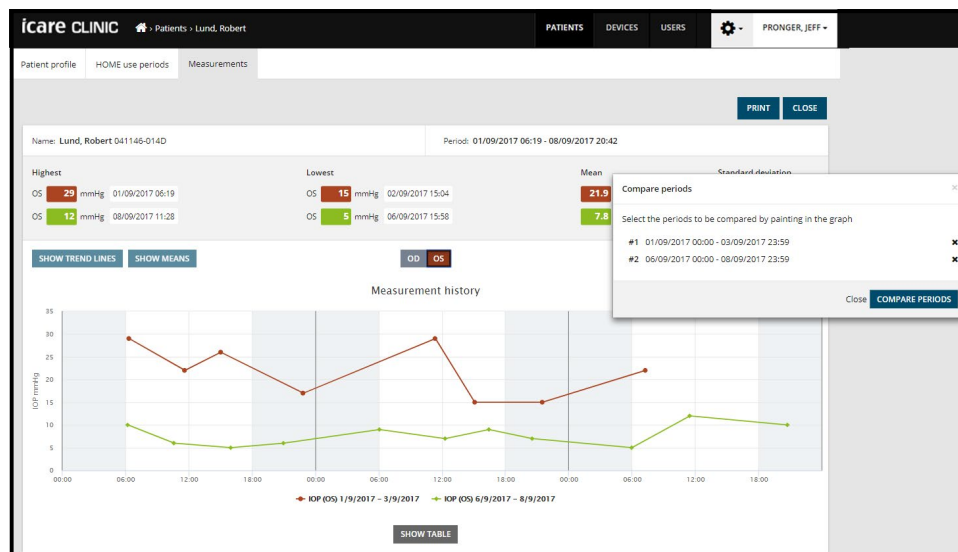 icare CLINIC › Patients › Lund, Robert PATIENTS DEVICES USERS PRONGER, JEFF
Patient profile HOME use periods Measurements
PRINT CLOSE
Name: Lund, Robert 041146-014D Period: 01/09/2017 06:19 - 08/09/2017 20:42
Highest Lowest Mean Standard deviation
OS 29 mmHg 01/09/2017 06:19 OS 15 mmHg 02/09/2017 15:04 21.9
OS 12 mmHg 08/09/2017 11:28 OS 5 mmHg 06/09/2017 15:58 7.8
Compare periods ×
Select the periods to be compared by painting in the graph
#1 01/09/2017 00:00 - 03/09/2017 23:59 ×
#2 06/09/2017 00:00 - 08/09/2017 23:59 ×
Close COMPARE PERIODS
SHOW TREND LINES SHOW MEANS OD OS
Measurement history
IOP mmHg
35
30
25
20
15
10
5
0
00:00 06:00 12:00 18:00 00:00 06:00 12:00 18:00 00:00 06:00 12:00 18:00
IOP (OS) 1/9/2017 – 3/9/2017 IOP (OS) 6/9/2017 – 8/9/2017
SHOW TABLE